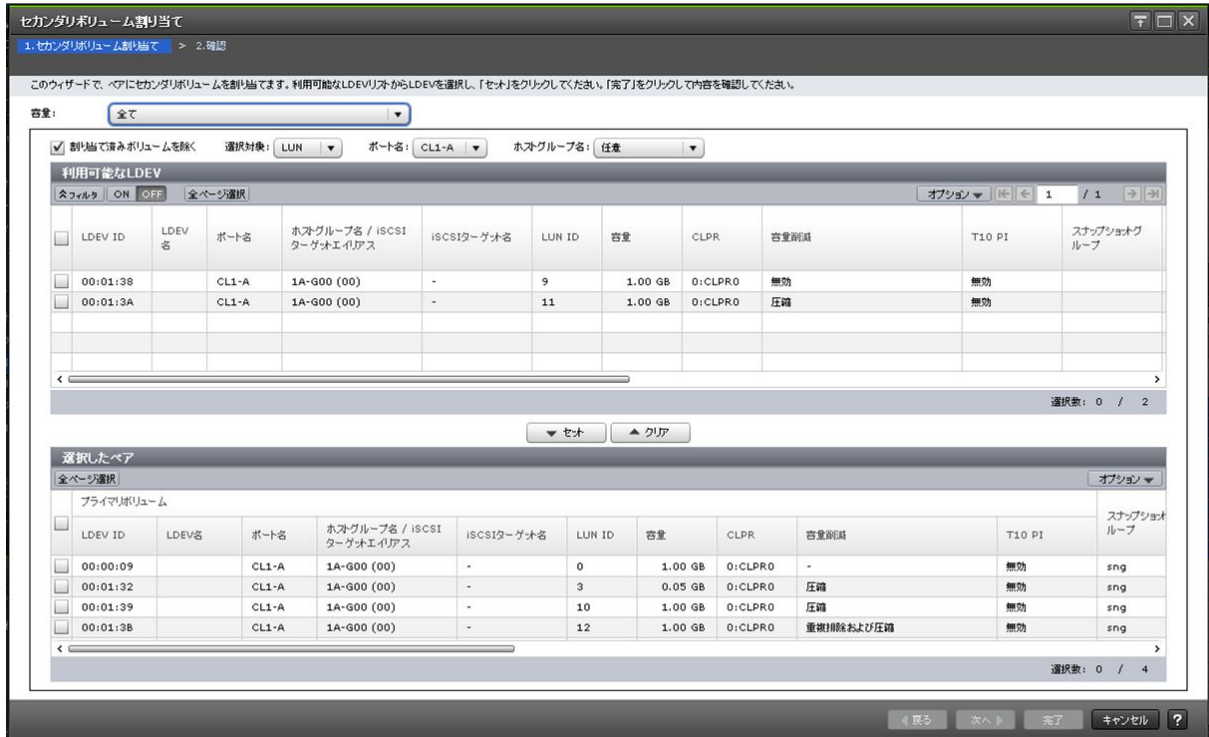 セカンダリボリューム割り当て
1.セカンダリボリューム割り当て > 2.確認
このウィザードで、ペアにセカンダリボリュームを割り当てます。利用可能なLDEVリストからLDEVを選択し、「セット」をクリックしてください。「完了」をクリックして内容を確認してください。
容量: 全て
割り当て済みボリュームを除く 選択対象: LUN ポート名: CL1-A ホストグループ名: 任意
利用可能なLDEV
フィルタ ON OFF 全ページ選択 オプション 1 / 1
LDEV ID LDEV名 ポート名 ホストグループ名 / iSCSIターゲットエイリアス iSCSIターゲット名 LUN ID 容量 CLPR 容量削減 T10 PI スナップショットグループ
00:01:38 CL1-A 1A-G00 (00) - 9 1.00 GB 0:CLPR0 無効 無効
00:01:3A CL1-A 1A-G00 (00) - 11 1.00 GB 0:CLPR0 圧縮 無効
選択数: 0 / 2
セット クリア
選択したペア
全ページ選択 オプション
プライマリボリューム
LDEV ID LDEV名 ポート名 ホストグループ名 / iSCSIターゲットエイリアス iSCSIターゲット名 LUN ID 容量 CLPR 容量削減 T10 PI スナップショットループ
00:00:09 CL1-A 1A-G00 (00) - 0 1.00 GB 0:CLPR0 - 無効 sng
00:01:32 CL1-A 1A-G00 (00) - 3 0.05 GB 0:CLPR0 圧縮 無効 sng
00:01:39 CL1-A 1A-G00 (00) - 10 1.00 GB 0:CLPR0 圧縮 無効 sng
00:01:3B CL1-A 1A-G00 (00) - 12 1.00 GB 0:CLPR0 重複排除および圧縮 無効 sng
選択数: 0 / 4
戻る 次へ 完了 キャンセル ?